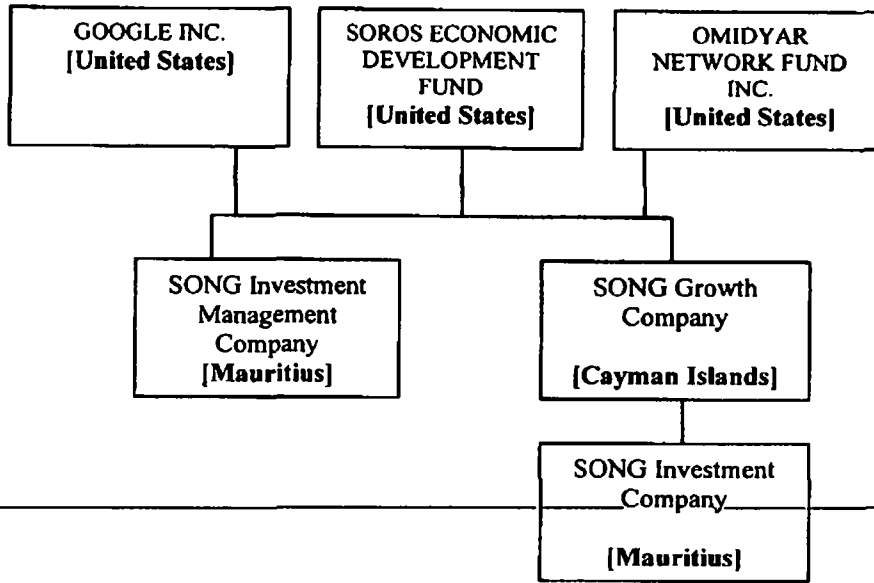 GOOGLE INC.
[United States]
SOROS ECONOMIC
DEVELOPMENT
FUND
[United States]
OMIDYAR
NETWORK FUND
INC.
[United States]
SONG Investment
Management
Company
[Mauritius]
SONG Growth
Company
[Cayman Islands]
SONG Investment
Company
[Mauritius]